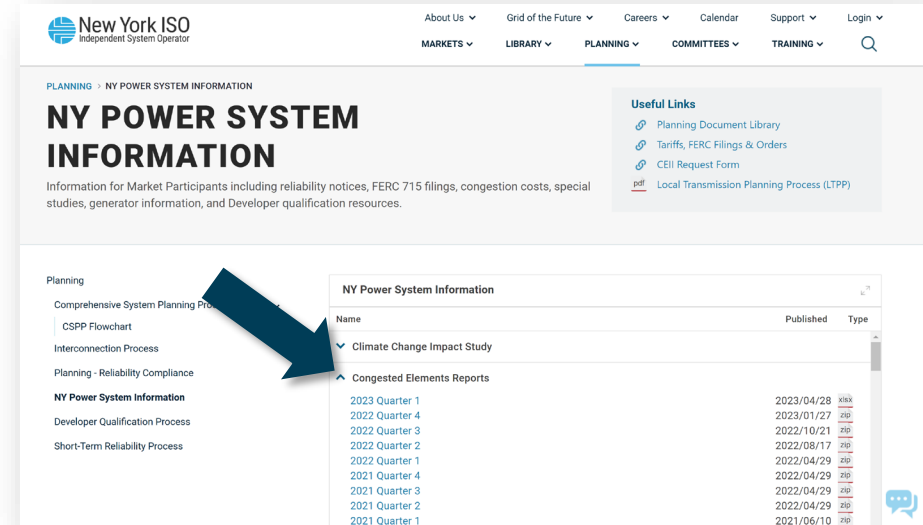 New York ISO
Independent System Operator
About Us Grid of the Future Careers Calendar Support Login
MARKETS LIBRARY PLANNING COMMITTEES TRAINING
PLANNING > NY POWER SYSTEM INFORMATION
NY POWER SYSTEM
INFORMATION
Information for Market Participants including reliability notices, FERC 715 filings, congestion costs, special
studies, generator information, and Developer qualification resources.
Useful Links
Planning Document Library
Tariffs, FERC Filings & Orders
CEII Request Form
pdf Local Transmission Planning Process (LTPP)
Planning
Comprehensive System Planning
CSPP Flowchart
Interconnection Process
Planning - Reliability Compliance
NY Power System Information
Developer Qualification Process
Short-Term Reliability Process
NY Power System Information
Name Published Type
Climate Change Impact Study
Congested Elements Reports
2023 Quarter 1 2023/04/28 xlsx
2022 Quarter 4 2023/01/27 zip
2022 Quarter 3 2022/10/21 zip
2022 Quarter 2 2022/08/17 zip
2022 Quarter 1 2022/04/29 zip
2021 Quarter 4 2022/04/29 zip
2021 Quarter 3 2022/04/29 zip
2021 Quarter 2 2022/04/29 zip
2021 Quarter 1 2021/06/10 zip